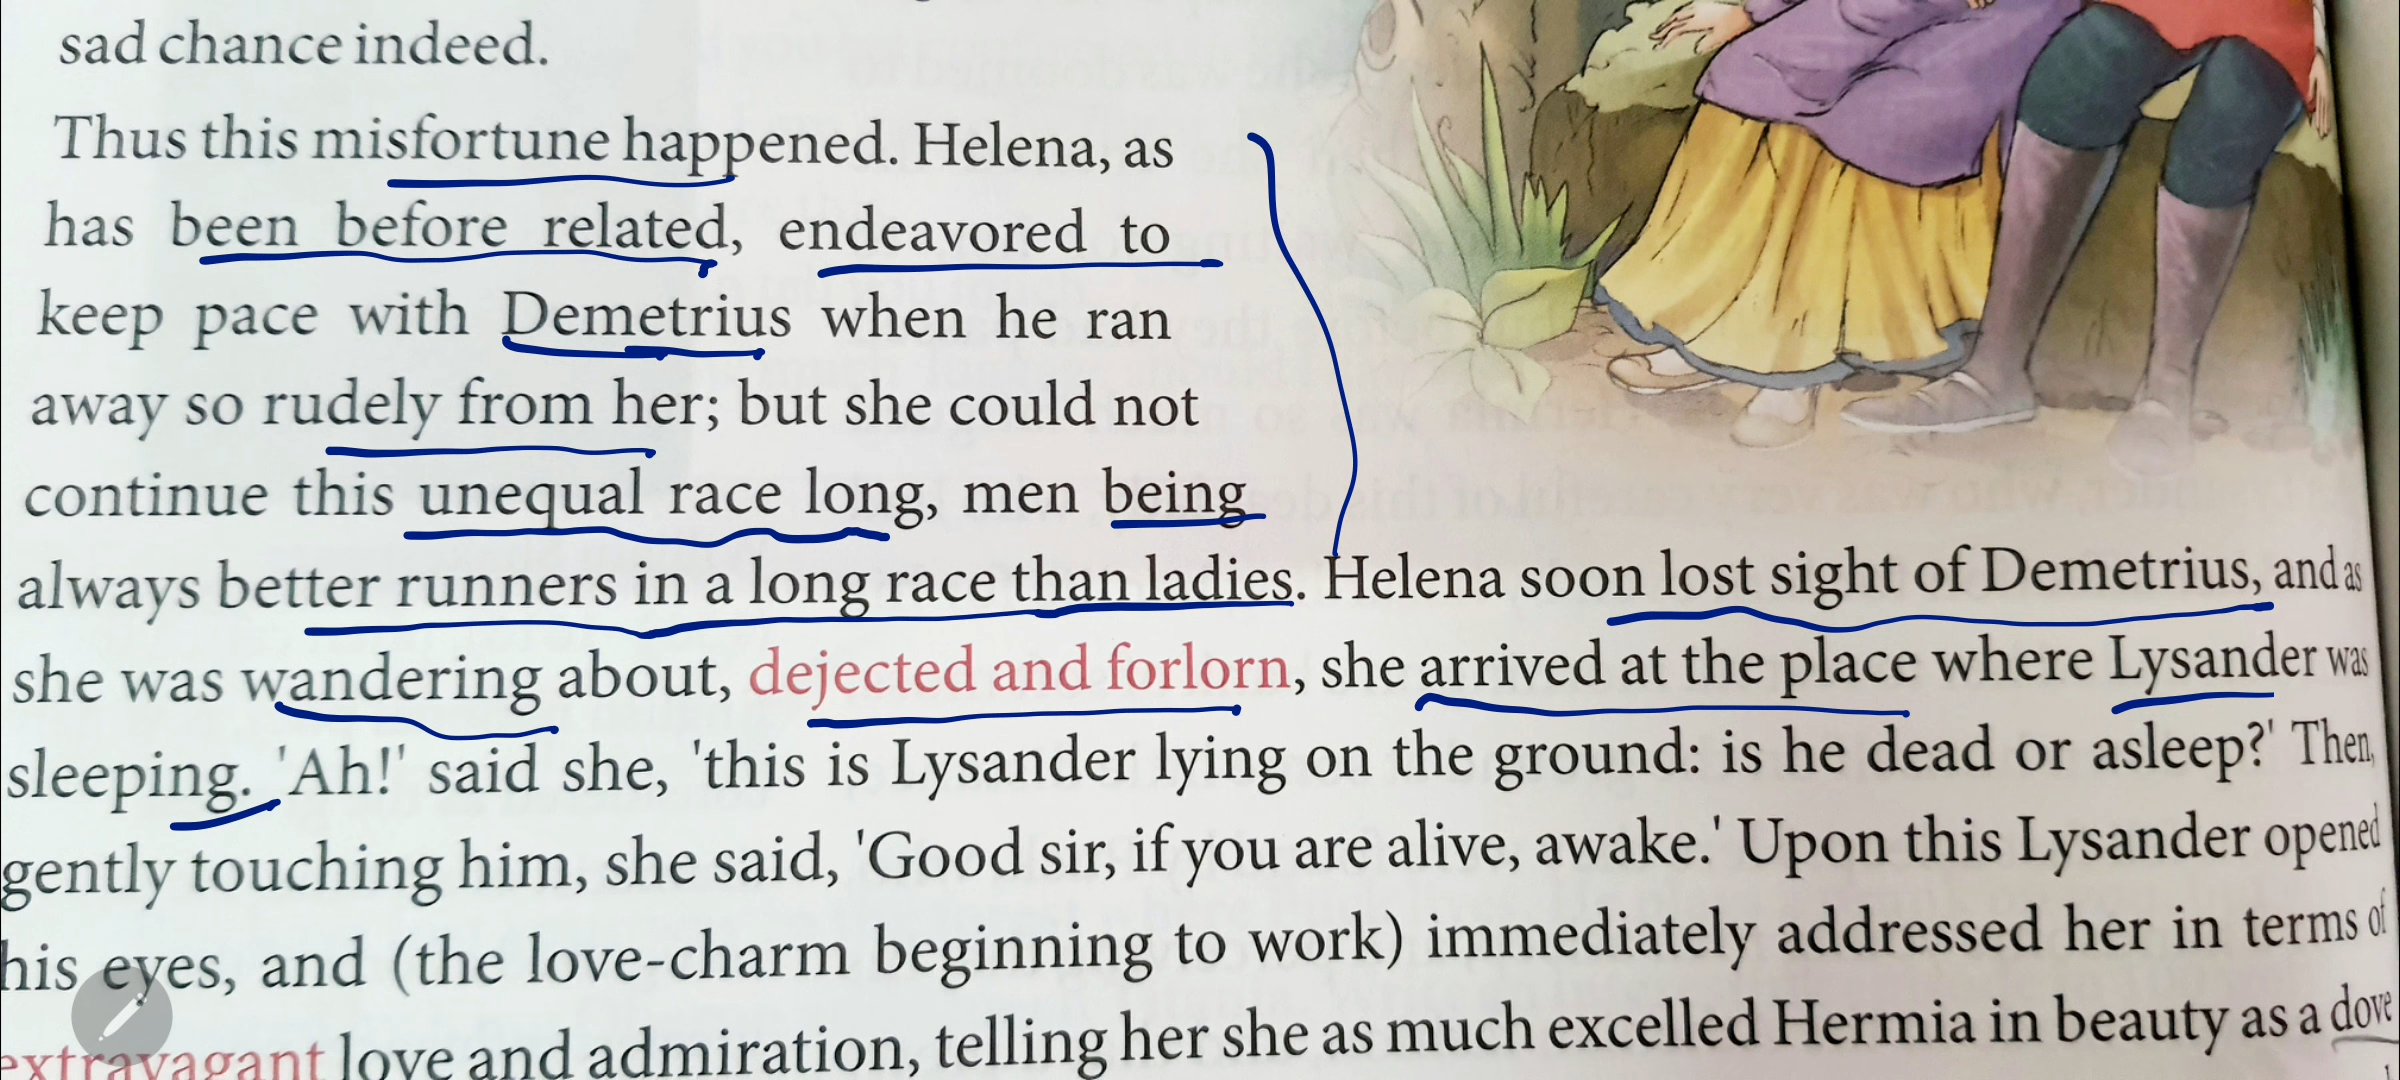 sad chance indeed.
Thus this misfortune happened. Helena, as
has been before related, endeavored to
keep pace with Demetrius when he ran
away so rudely from her; but she could not
continue this unequal race long, men being
always better runners in a long race than ladies. Helena soon lost sight of Demetrius, and as
she was wandering about, dejected and forlorn, she arrived at the place where Lysander was
sleeping. 'Ah!' said she, 'this is Lysander lying on the ground: is he dead or asleep?' Then,
gently touching him, she said, 'Good sir, if you are alive, awake.' Upon this Lysander opened
his eyes, and (the love-charm beginning to work) immediately addressed her in terms of
extravagant love and admiration, telling her she as much excelled Hermia in beauty as a dove